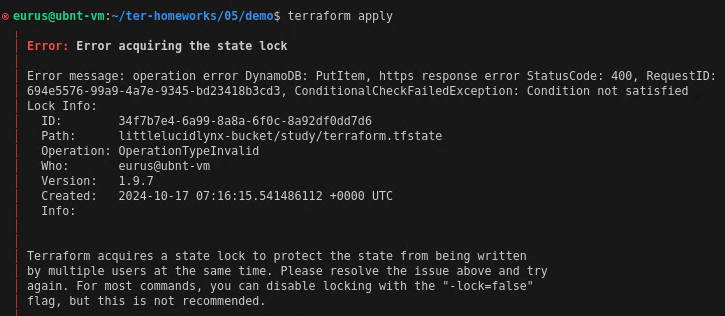 eurus@ubnt-vm:~/ter-homeworks/05/demo$ terraform apply
Error: Error acquiring the state lock
Error message: operation error DynamoDB: PutItem, https response error StatusCode: 400, RequestID:
694e5576-99a9-4a7e-9345-bd23418b3cd3, ConditionalCheckFailedException: Condition not satisfied
Lock Info:
ID: 34f7b7e4-6a99-8a8a-6f0c-8a92df0dd7d6
Path: littlelucidlynx-bucket/study/terraform.tfstate
Operation: OperationTypeInvalid
Who: eurus@ubnt-vm
Version: 1.9.7
Created: 2024-10-17 07:16:15.541486112 +0000 UTC
Info:
Terraform acquires a state lock to protect the state from being written
by multiple users at the same time. Please resolve the issue above and try
again. For most commands, you can disable locking with the "-lock=false"
flag, but this is not recommended.